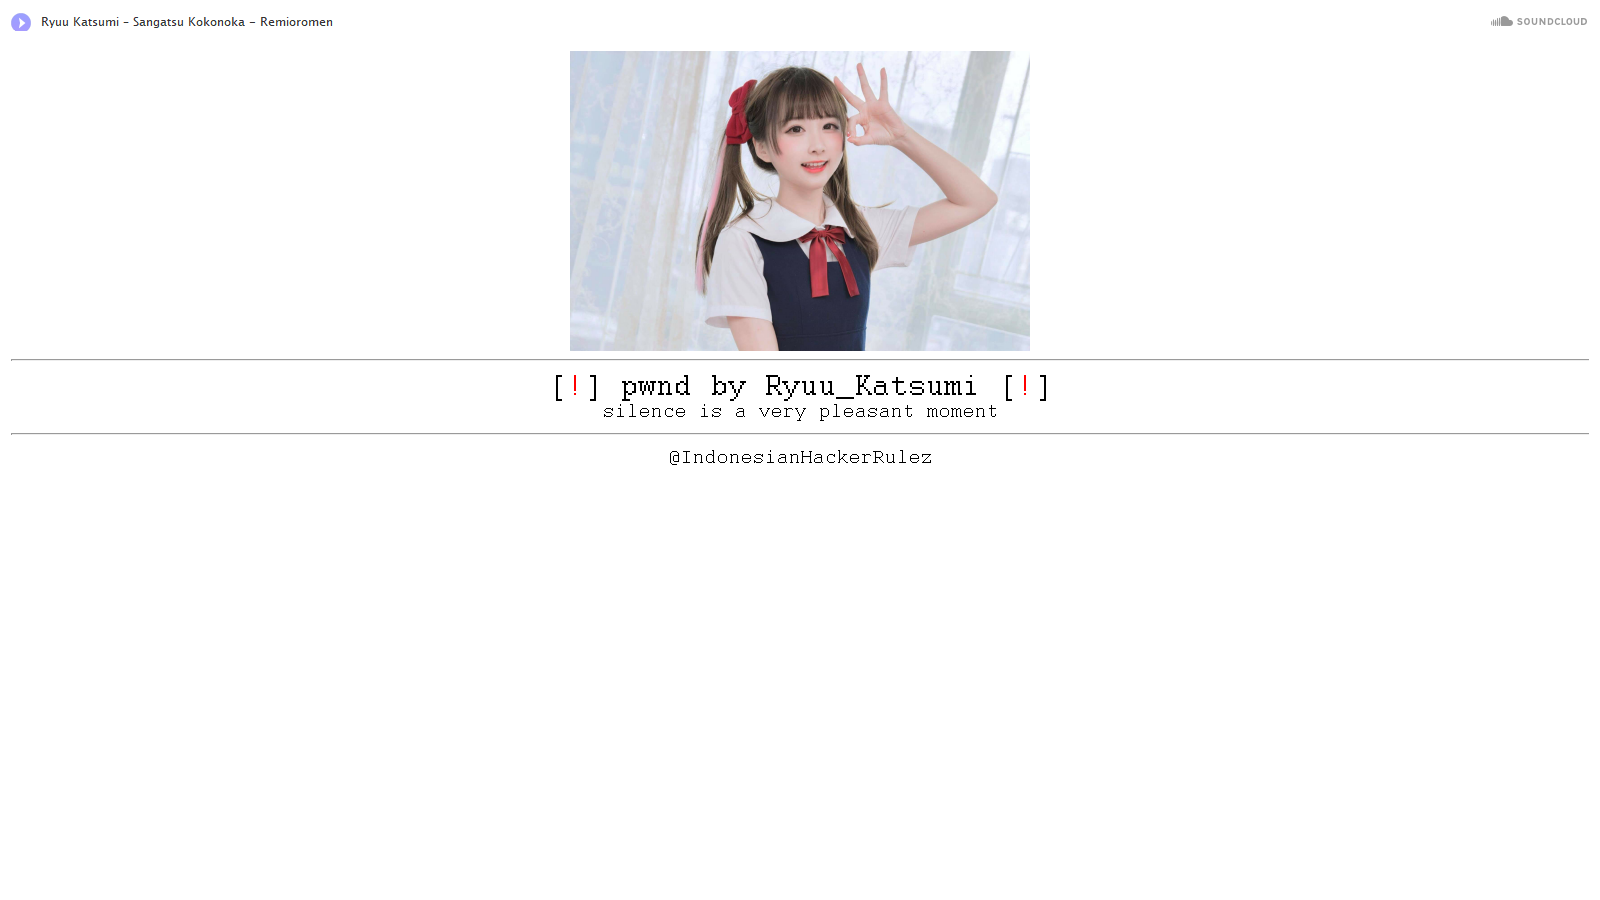 Ryuu Katsumi - Sangatsu Kokonoka - Remioromen
SOUNDCLOUD
[!] pwnd by Ryuu_Katsumi [!]
silence is a very pleasant moment
@IndonesianHackerRulez